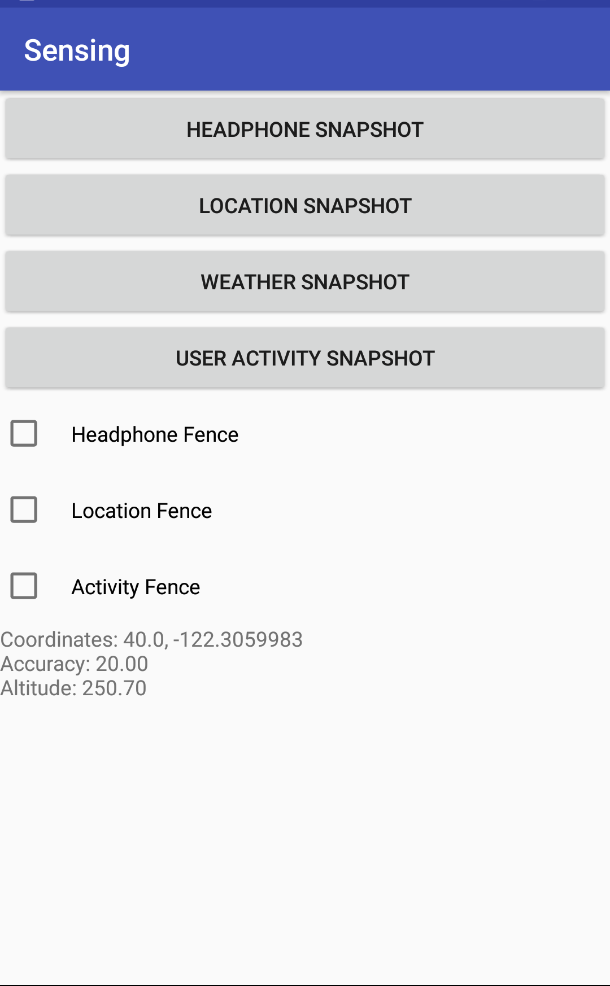 Sensing
HEADPHONE SNAPSHOT
LOCATION SNAPSHOT
WEATHER SNAPSHOT
USER ACTIVITY SNAPSHOT
Headphone Fence
Location Fence
Activity Fence
Coordinates: 40.0, -122.3059983
Accuracy: 20.00
Altitude: 250.70